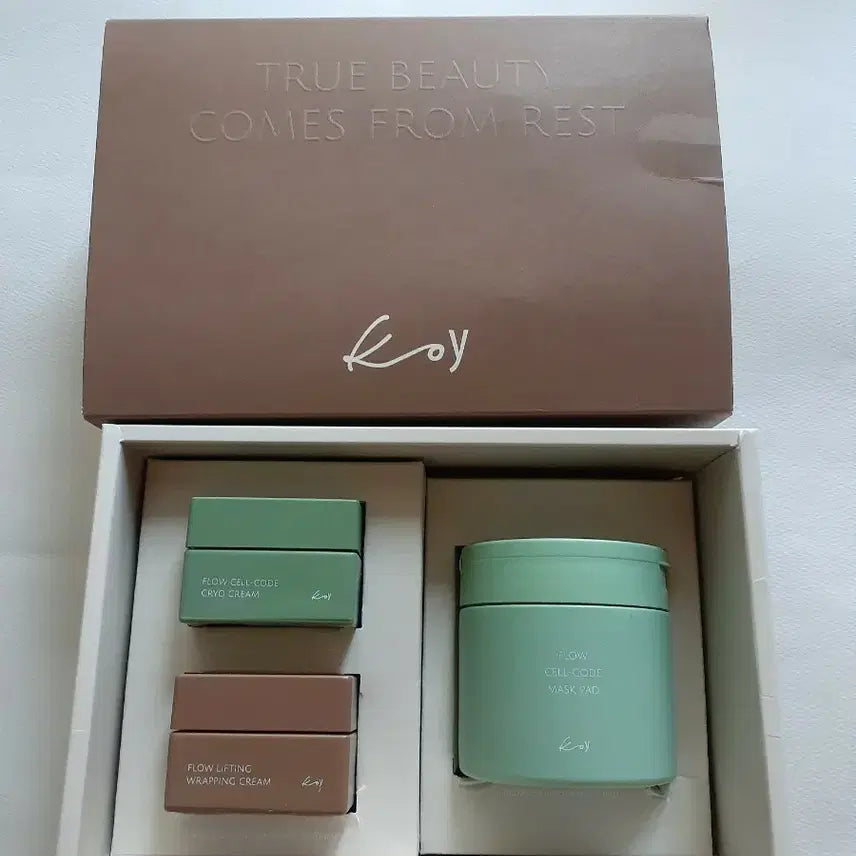 TRUE BEAUTY
COMES FROM REST
Koy
FLOW CELL-CODE
CRYO CREAM
Koy
FLOW LIFTING
WRAPPING CREAM
Koy
FLOW
CELL-CODE
MASK PAD
Koy